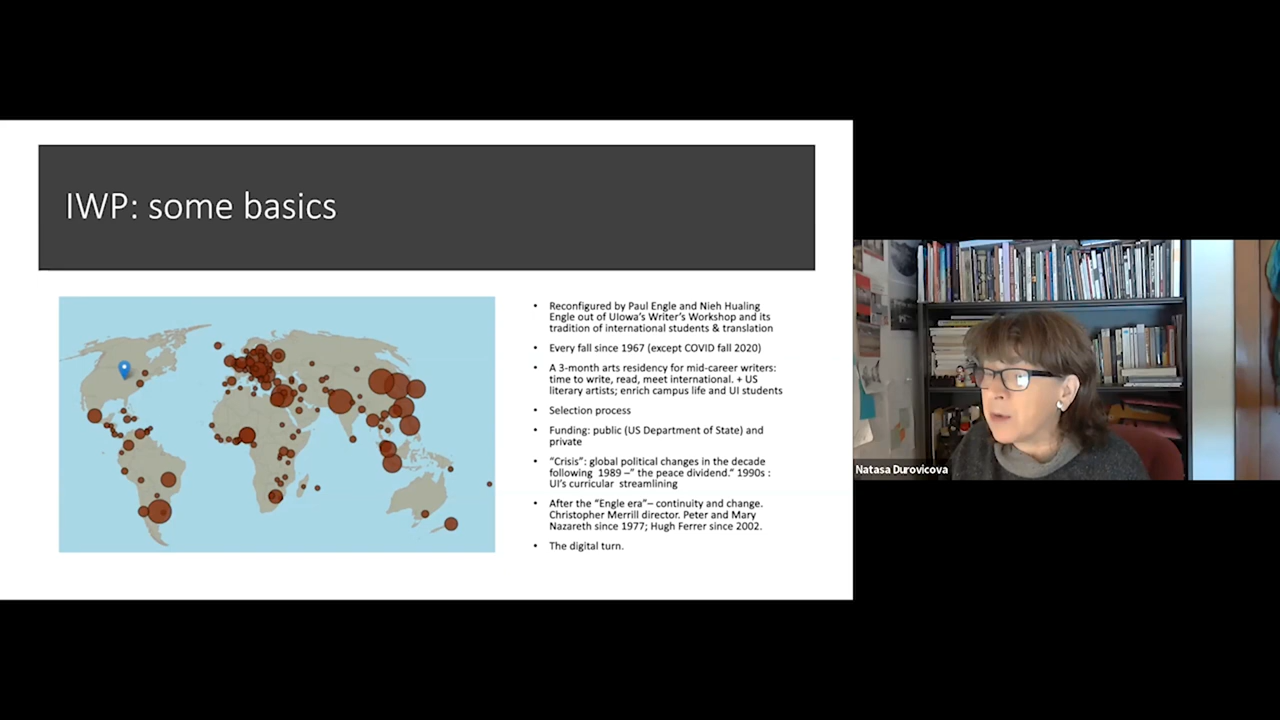 IWP: some basics
• Reconfigured by Paul Engle and Nieh Hualing
Engle out of UIowa's Writer's Workshop and its
tradition of international students & translation
• Every fall since 1967 (except COVID fall 2020)
• A 3-month arts residency for mid-career writers:
time to write, read, meet international. + US
literary artists; enrich campus life and UI students
• Selection process
• Funding: public (US Department of State) and
private
• “Crisis”: global political changes in the decade
following 1989 –” the peace dividend.” 1990s :
UI's curricular streamlining
• After the “Engle era”– continuity and change.
Christopher Merrill director. Peter and Mary
Nazareth since 1977; Hugh Ferrer since 2002.
• The digital turn.
Natasa Durovicova